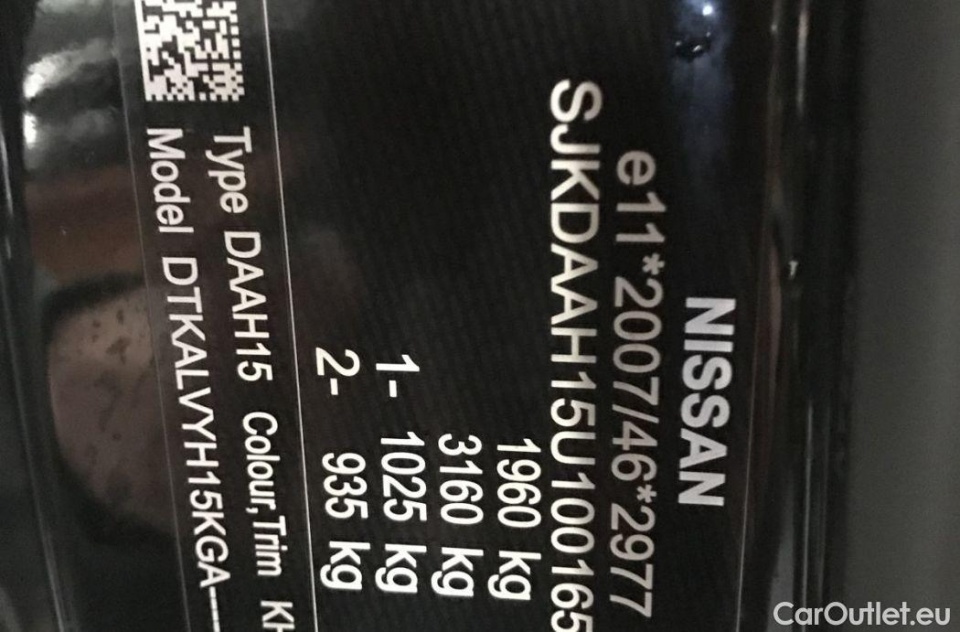 NISSAN
e11*2007/46*2977
SJKDAAH15U100165
1960 kg
3160 kg
1- 1025 kg
2- 935 kg
Type DAAH15 Colour,Trim KH
Model DTKALVYH15KGA----
CarOutlet.eu